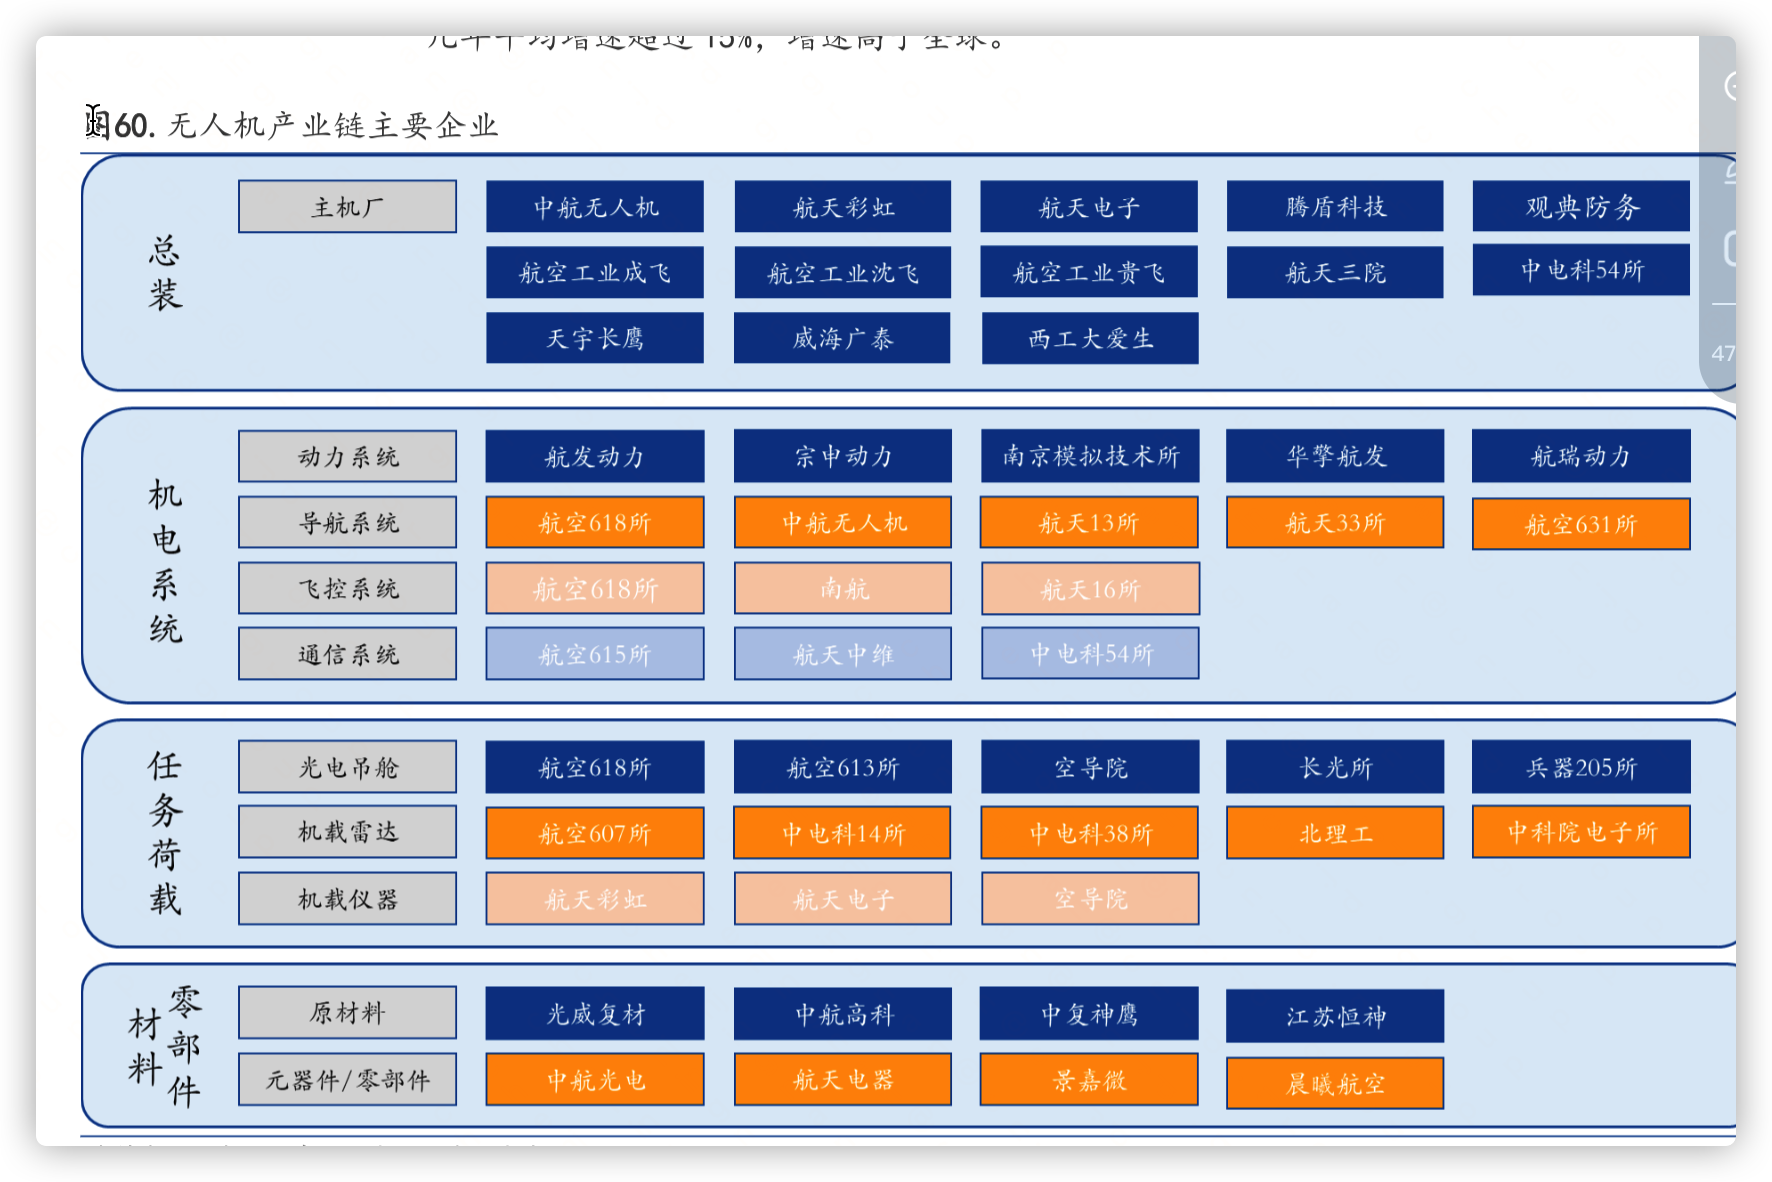 图60. 无人机产业链主要企业
总装
主机厂 中航无人机 航天彩虹 航天电子 腾盾科技 观典防务
航空工业成飞 航空工业沈飞 航空工业贵飞 航天三院 中电科54所
天宇长鹰 威海广泰 西工大爱生
47
机电系统
动力系统 航发动力 宗申动力 南京模拟技术所 华擎航发 航瑞动力
导航系统 航空618所 中航无人机 航天13所 航天33所 航空631所
飞控系统 航空618所 南航 航天16所
通信系统 航空615所 航天中维 中电科54所
任务荷载
光电吊舱 航空618所 航空613所 空导院 长光所 兵器205所
机载雷达 航空607所 中电科14所 中电科38所 北理工 中科院电子所
机载仪器 航天彩虹 航天电子 空导院
材料 零部件
原材料 光威复材 中航高科 中复神鹰 江苏恒神
元器件/零部件 中航光电 航天电器 景嘉微 晨曦航空